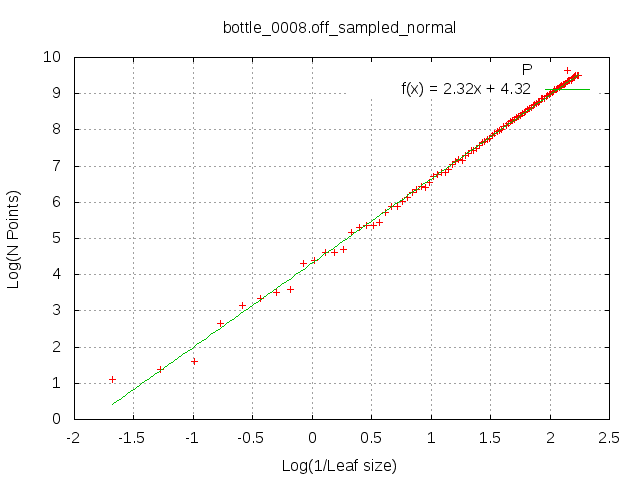 bottle_0008.off_sampled_normal
10
9
8
7
6
5
4
3
2
1
0
P
f(x) = 2.32x + 4.32
Log(N Points)
-2 -1.5 -1 -0.5 0 0.5 1 1.5 2 2.5
Log(1/Leaf size)